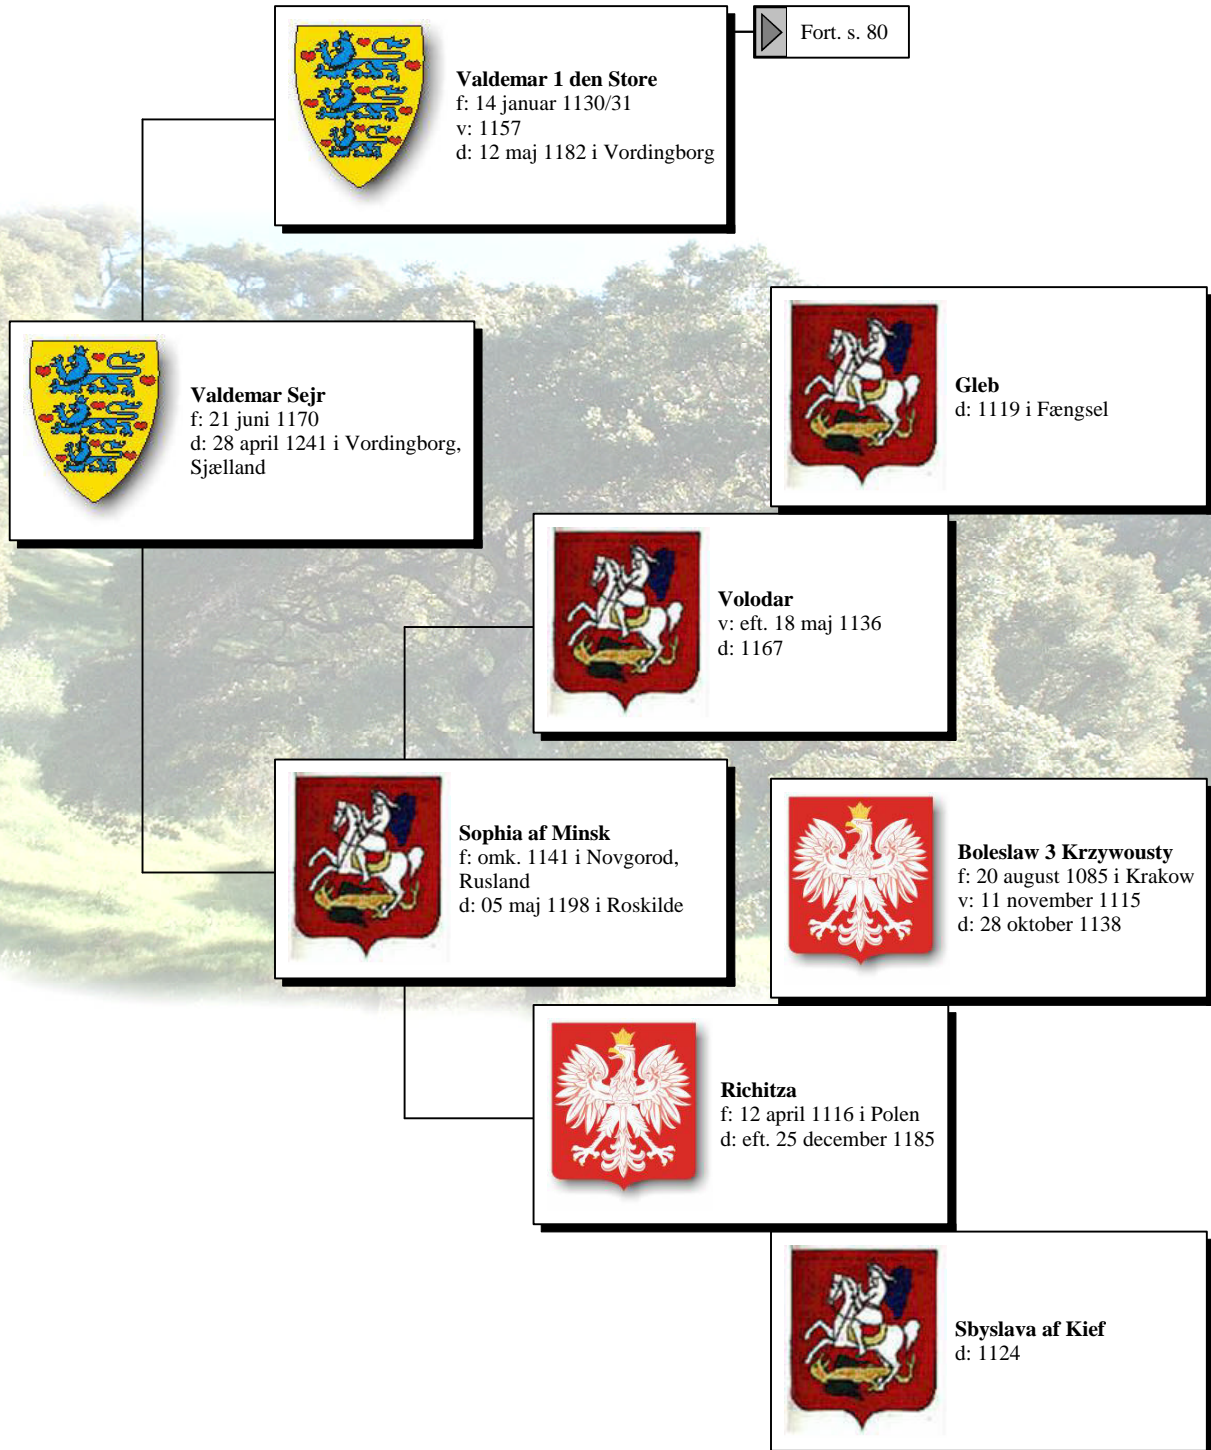 Fort. s. 80
Valdemar 1 den Store
f: 14 januar 1130/31
v: 1157
d: 12 maj 1182 i Vordingborg
Valdemar Sejr
f: 21 juni 1170
d: 28 april 1241 i Vordingborg,
Sjælland
Gleb
d: 1119 i Fængsel
Volodar
v: eft. 18 maj 1136
d: 1167
Sophia af Minsk
f: omk. 1141 i Novgorod,
Rusland
d: 05 maj 1198 i Roskilde
Boleslaw 3 Krzywousty
f: 20 august 1085 i Krakow
v: 11 november 1115
d: 28 oktober 1138
Richitza
f: 12 april 1116 i Polen
d: eft. 25 december 1185
Sbyslava af Kief
d: 1124